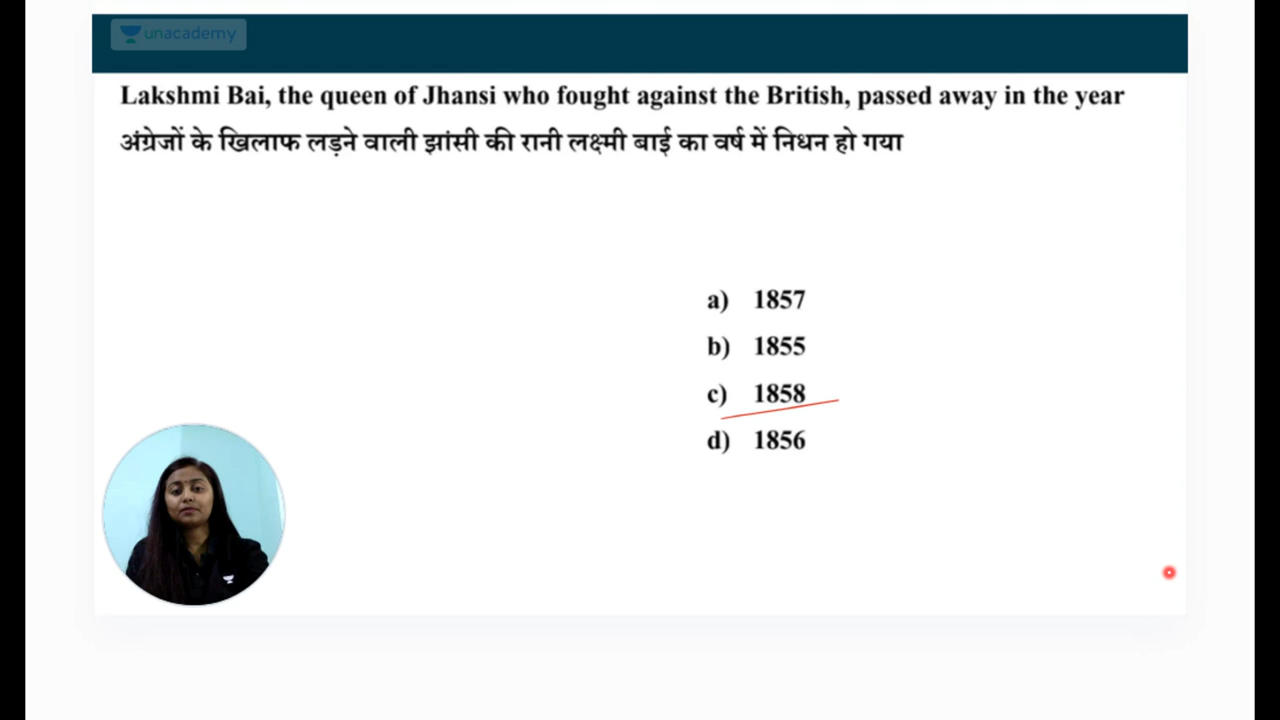 unacademy
Lakshmi Bai, the queen of Jhansi who fought against the British, passed away in the year
अंग्रेजों के खिलाफ लड़ने वाली झांसी की रानी लक्ष्मी बाई का वर्ष में निधन हो गया
a) 1857
b) 1855
c) 1858
d) 1856